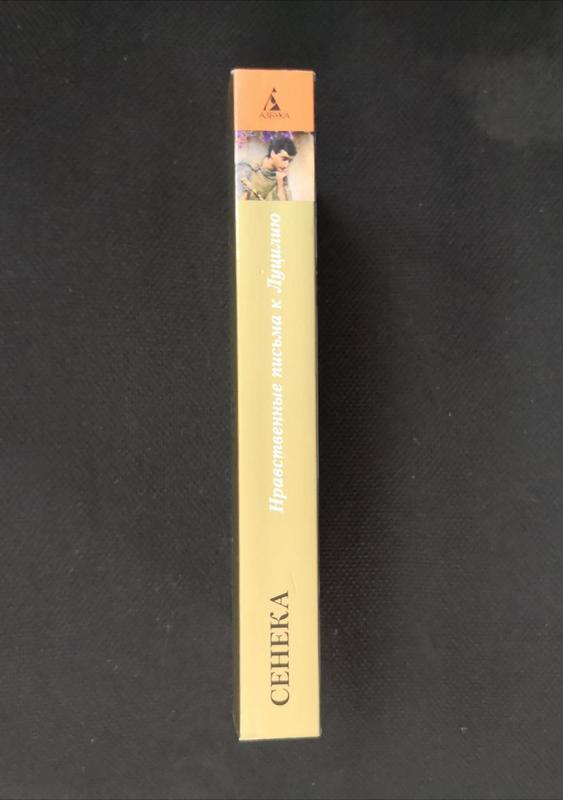 АЗБУКА
Нравственные письма к Луцилию
СЕНЕКА